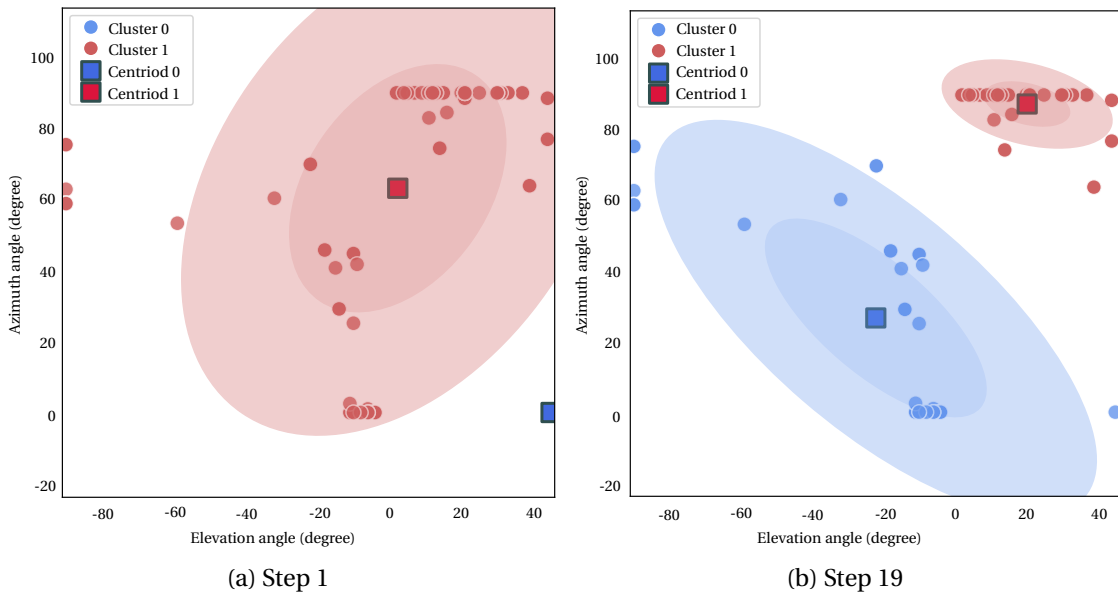 Cluster 0
Cluster 1
Centriod 0
Centriod 1
100
80
60
40
20
0
-20
Azimuth angle (degree)
-80
-60
-40
-20
0
20
40
Elevation angle (degree)
(a) Step 1
Cluster 0
Cluster 1
Centriod 0
Centriod 1
100
80
60
40
20
0
-20
Azimuth angle (degree)
-80
-60
-40
-20
0
20
40
Elevation angle (degree)
(b) Step 19